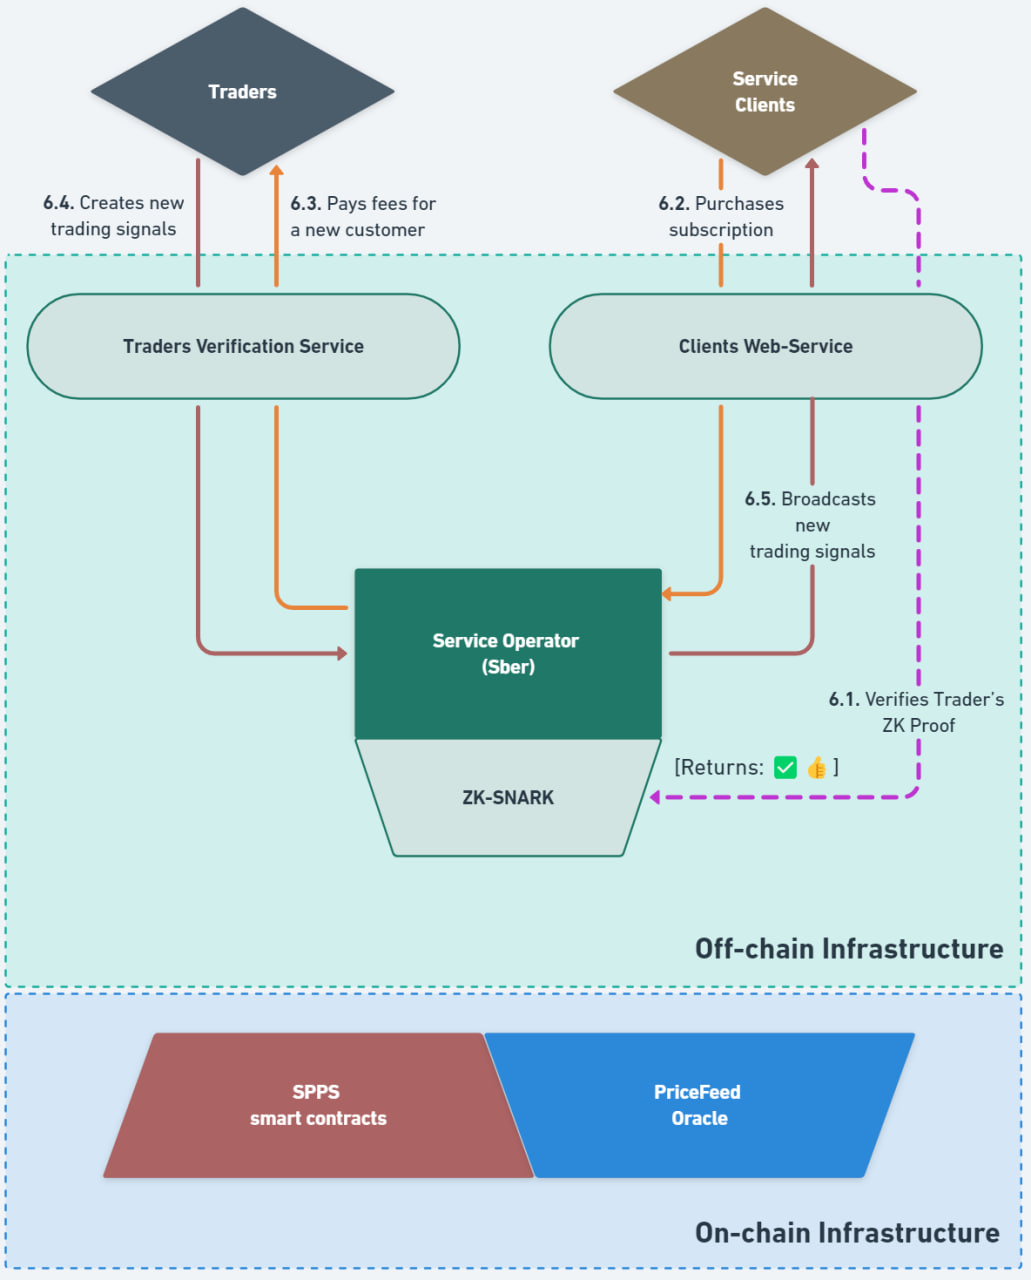 Traders
Service
Clients
6.4. Creates new
trading signals
6.3. Pays fees for
a new customer
6.2. Purchases
subscription
Traders Verification Service
Clients Web-Service
6.5. Broadcasts
new
trading signals
Service Operator
(Sber)
6.1. Verifies Trader's
ZK Proof
[Returns: ✅ 👍 ]
ZK-SNARK
Off-chain Infrastructure
SPPS
smart contracts
PriceFeed
Oracle
On-chain Infrastructure